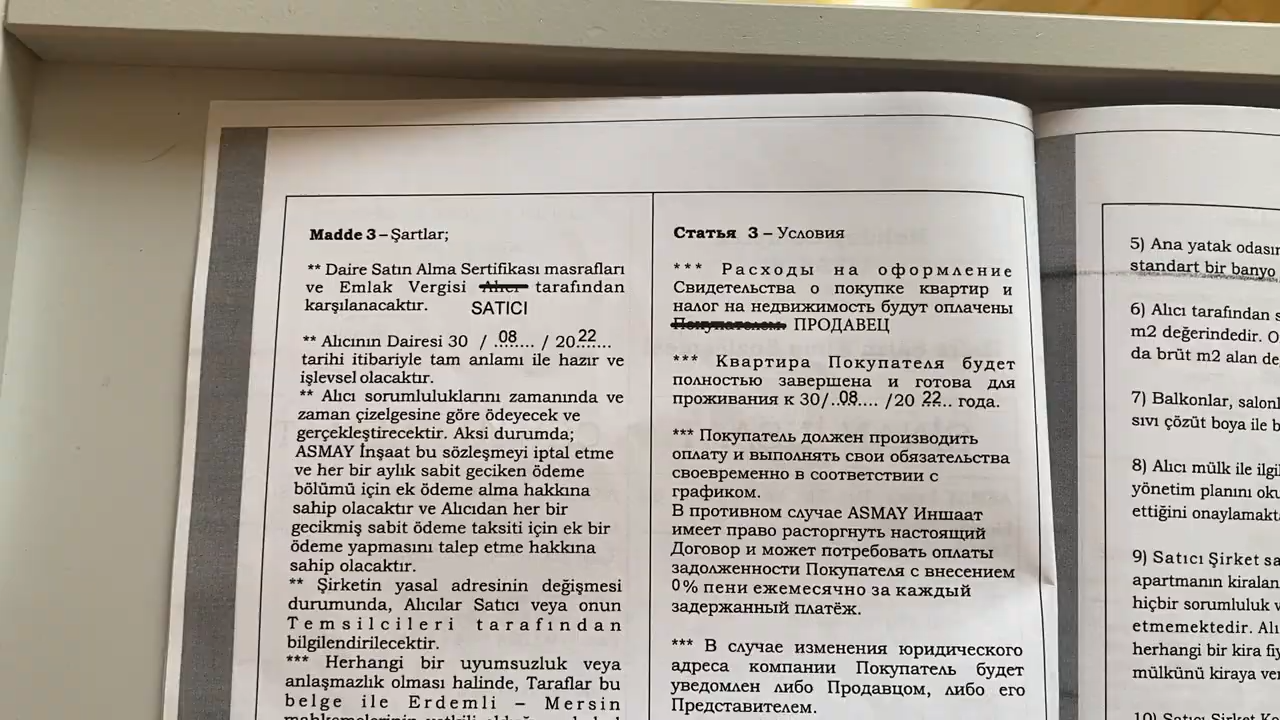 Madde 3 – Şartlar;
** Daire Satın Alma Sertifikası masrafları
ve Emlak Vergisi Alıcı tarafından
karşılanacaktır. SATICI
** Alıcının Dairesi 30 / ..08.... / 20.22.....
tarihi itibariyle tam anlamı ile hazır ve
işlevsel olacaktır.
** Alıcı sorumluluklarını zamanında ve
zaman çizelgesine göre ödeyecek ve
gerçekleştirecektir. Aksi durumda;
ASMAY İnşaat bu sözleşmeyi iptal etme
ve her bir aylık sabit geciken ödeme
bölümü için ek ödeme alma hakkına
sahip olacaktır ve Alıcıdan her bir
gecikmiş sabit ödeme taksiti için ek bir
ödeme yapmasını talep etme hakkına
sahip olacaktır.
** Şirketin yasal adresinin değişmesi
durumunda, Alıcılar Satıcı veya onun
Temsilcileri tarafından
bilgilendirilecektir.
*** Herhangi bir uyumsuzluk veya
anlaşmazlık olması halinde, Taraflar bu
belge ile Erdemli – Mersin
Статья 3 – Условия
*** Расходы на оформление
Свидетельства о покупке квартир и
налог на недвижимость будут оплачены
Покупателем. ПРОДАВЕЦ
*** Квартира Покупателя будет
полностью завершена и готова для
проживания к 30/..08.... /20 22... года.
*** Покупатель должен производить
оплату и выполнять свои обязательства
своевременно в соответствии с
графиком.
В противном случае ASMAY Иншаат
имеет право расторгнуть настоящий
Договор и может потребовать оплаты
задолженности Покупателя с внесением
0% пени ежемесячно за каждый
задержанный платёж.
*** В случае изменения юридического
адреса компании Покупатель будет
уведомлен либо Продавцом, либо его
Представителем.
5) Ana yatak odasın
standart bir banyo
6) Alıcı tarafından s
m2 değerindedir. O
da brüt m2 alan de
7) Balkonlar, salonl
sıvı çözüt boya ile b
8) Alıcı mülk ile ilgil
yönetim planını oku
ettiğini onaylamakt
9) Satıcı Şirket sa
apartmanın kiralan
hiçbir sorumluluk v
etmemektedir. Alı
herhangi bir kira fiy
mülkünü kiraya ver